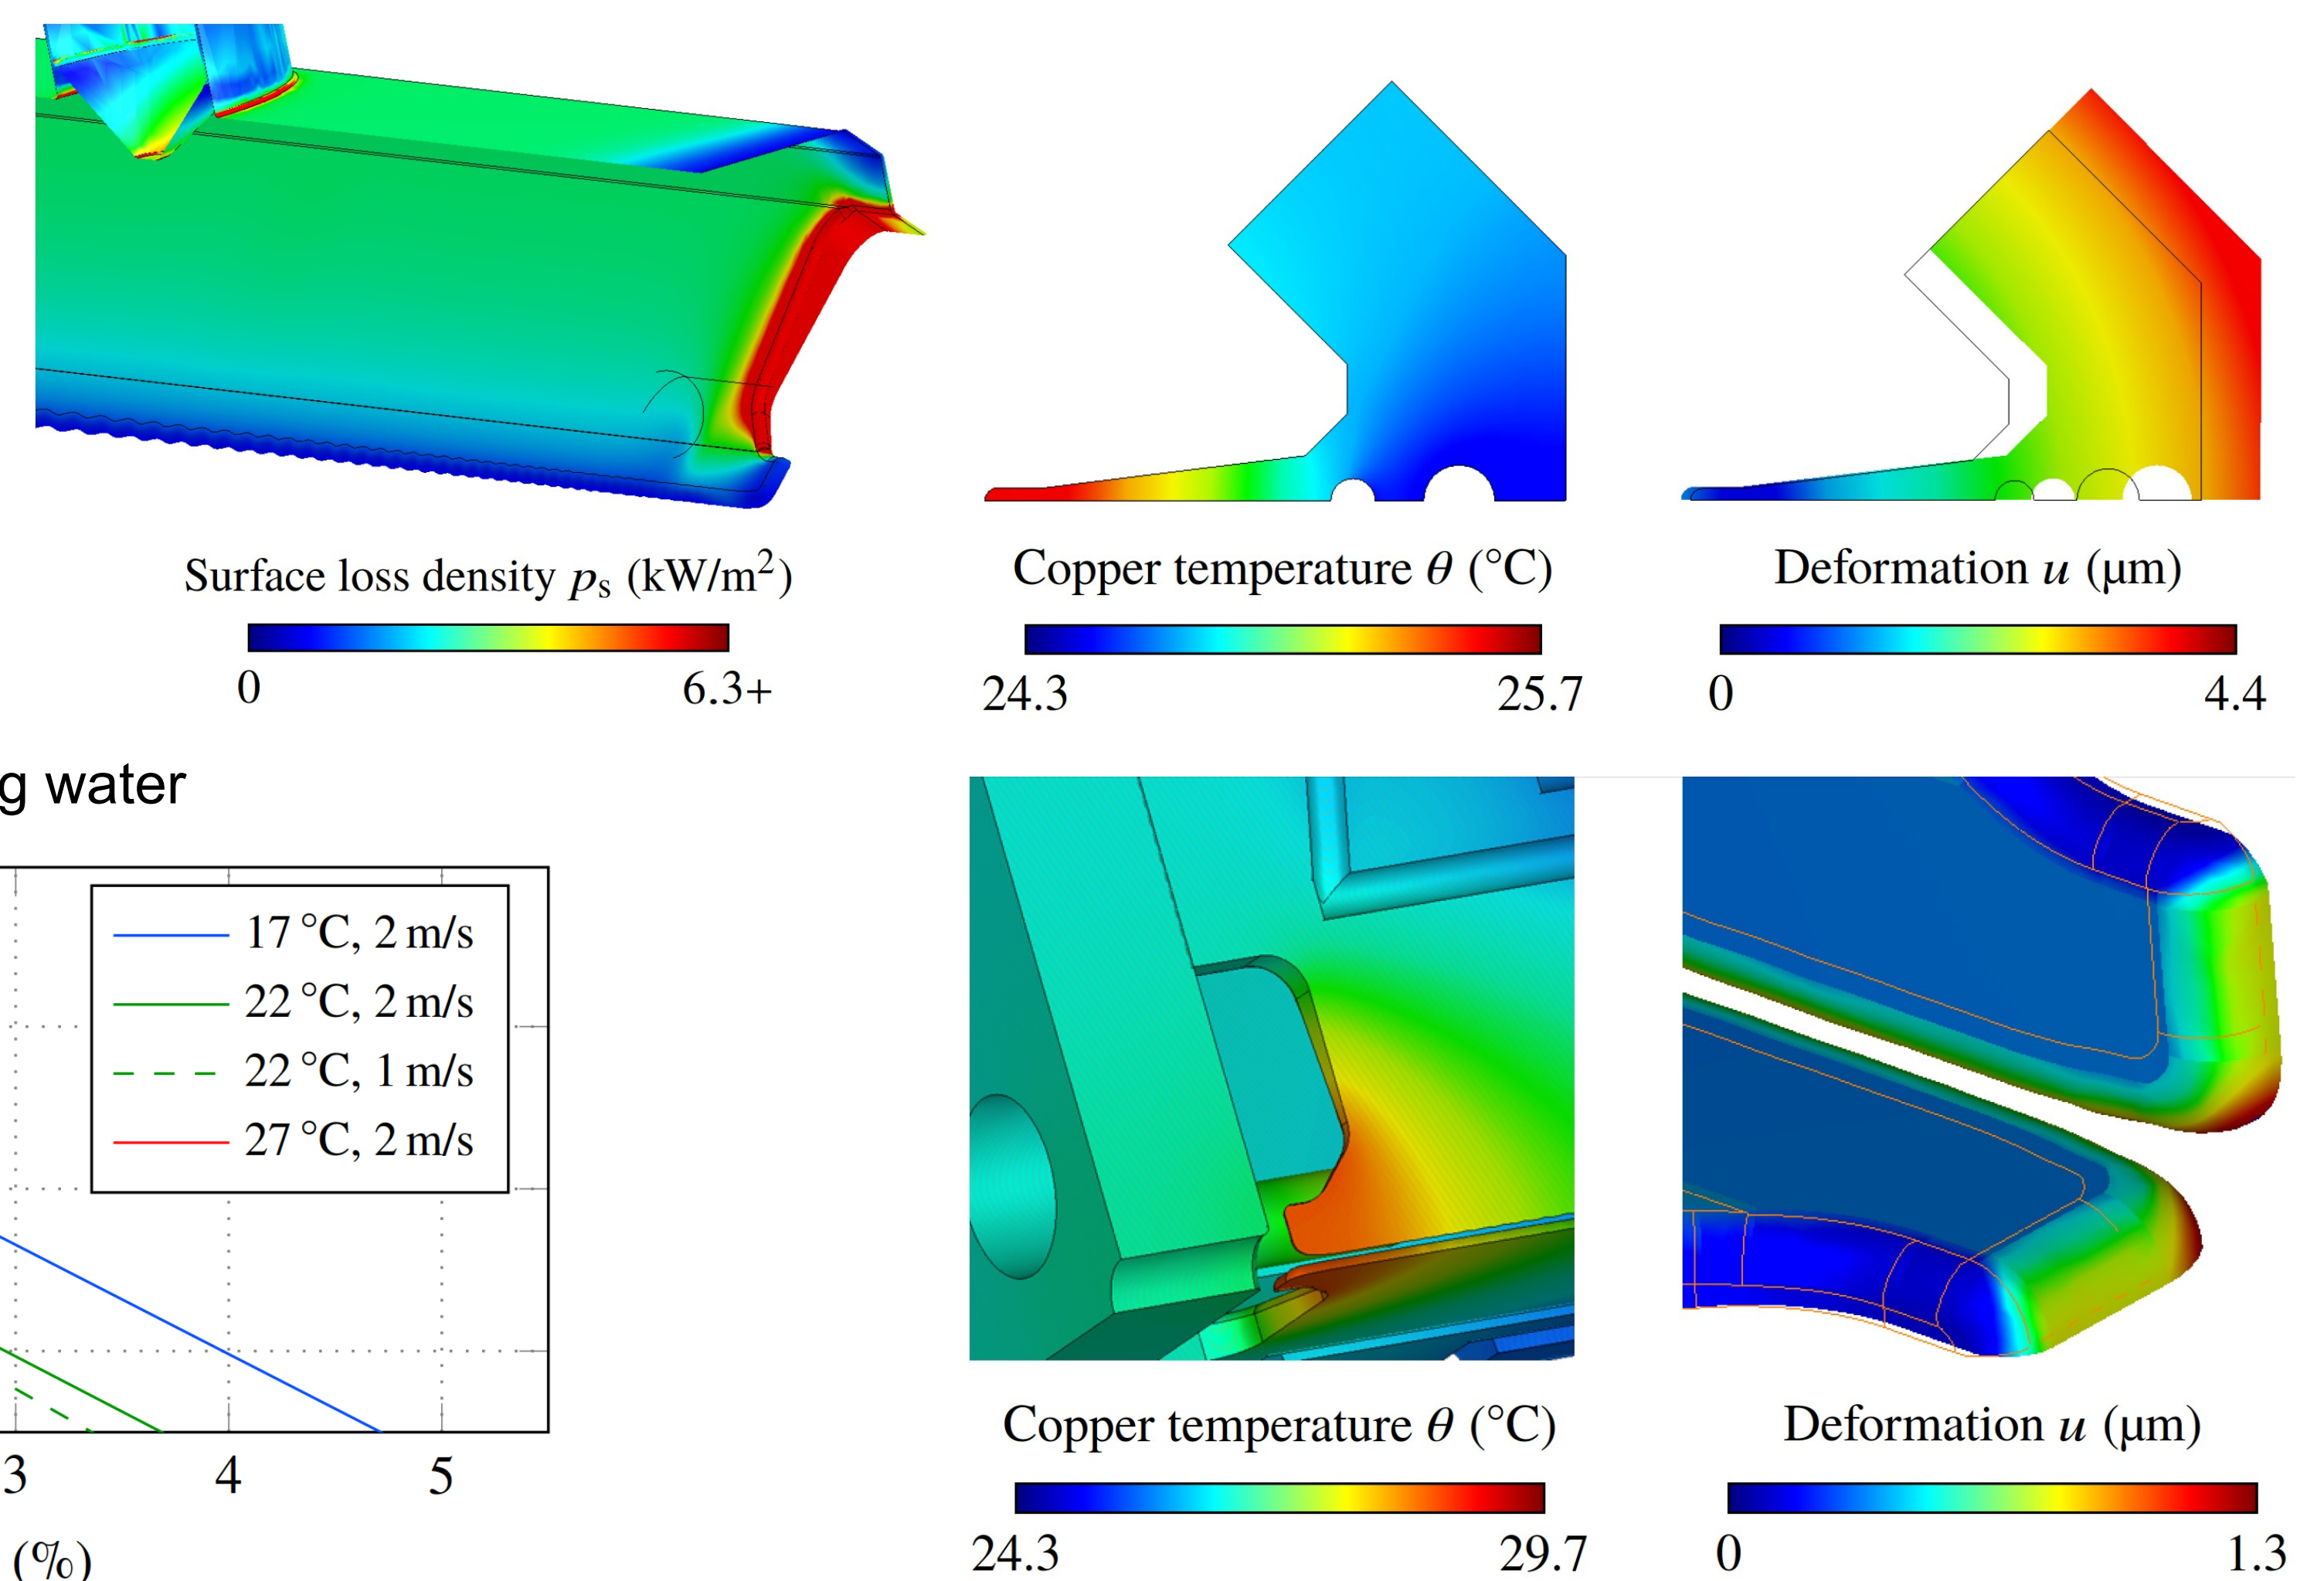 Surface loss density pₛ (kW/m²)
0 6.3+
Copper temperature θ (°C)
24.3 25.7
Deformation u (μm)
0 4.4
g water
17 °C, 2 m/s
22 °C, 2 m/s
22 °C, 1 m/s
27 °C, 2 m/s
3 4 5
(%)
Copper temperature θ (°C)
24.3 29.7
Deformation u (μm)
0 1.3